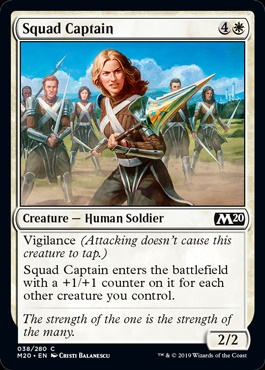 Squad Captain 4
Creature — Human Soldier M20
Vigilance (Attacking doesn't cause this
creature to tap.)
Squad Captain enters the battlefield
with a +1/+1 counter on it for each
other creature you control.
The strength of the one is the strength of
the many.
2/2
038/280 C
M20 • EN Cristi Balanescu ™ & © 2019 Wizards of the Coast